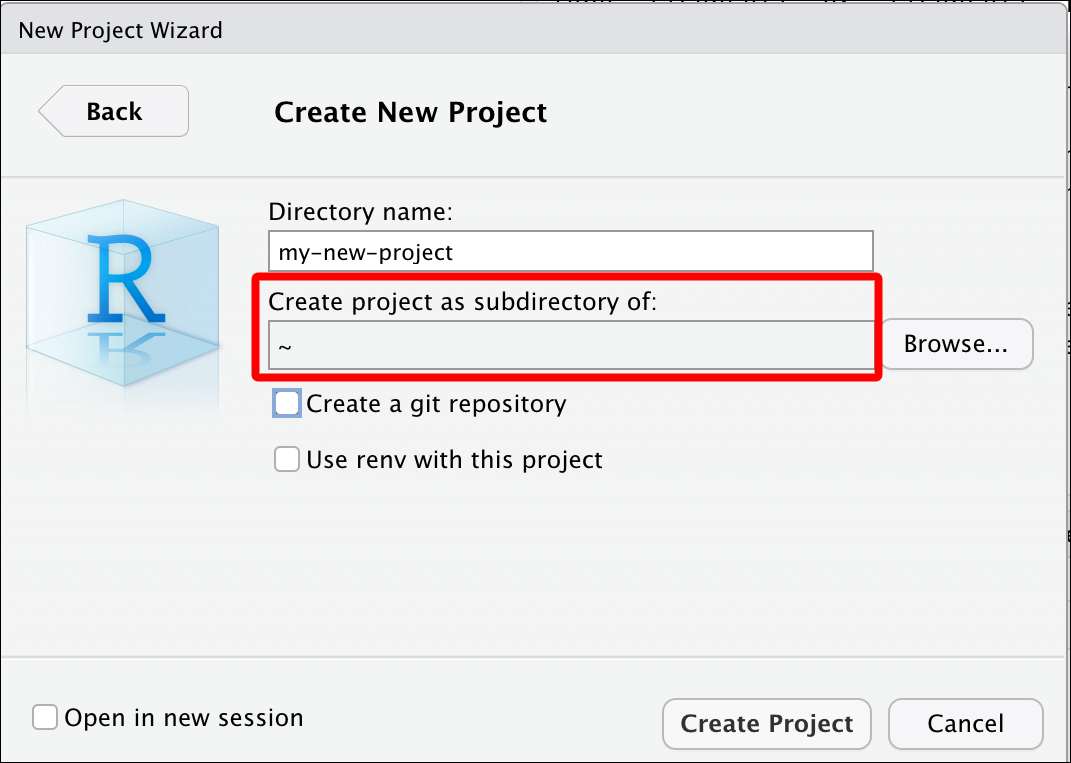 New Project Wizard
Back
Create New Project
R
Directory name:
my-new-project
Create project as subdirectory of:
~
Browse...
Create a git repository
Use renv with this project
Open in new session
Create Project
Cancel